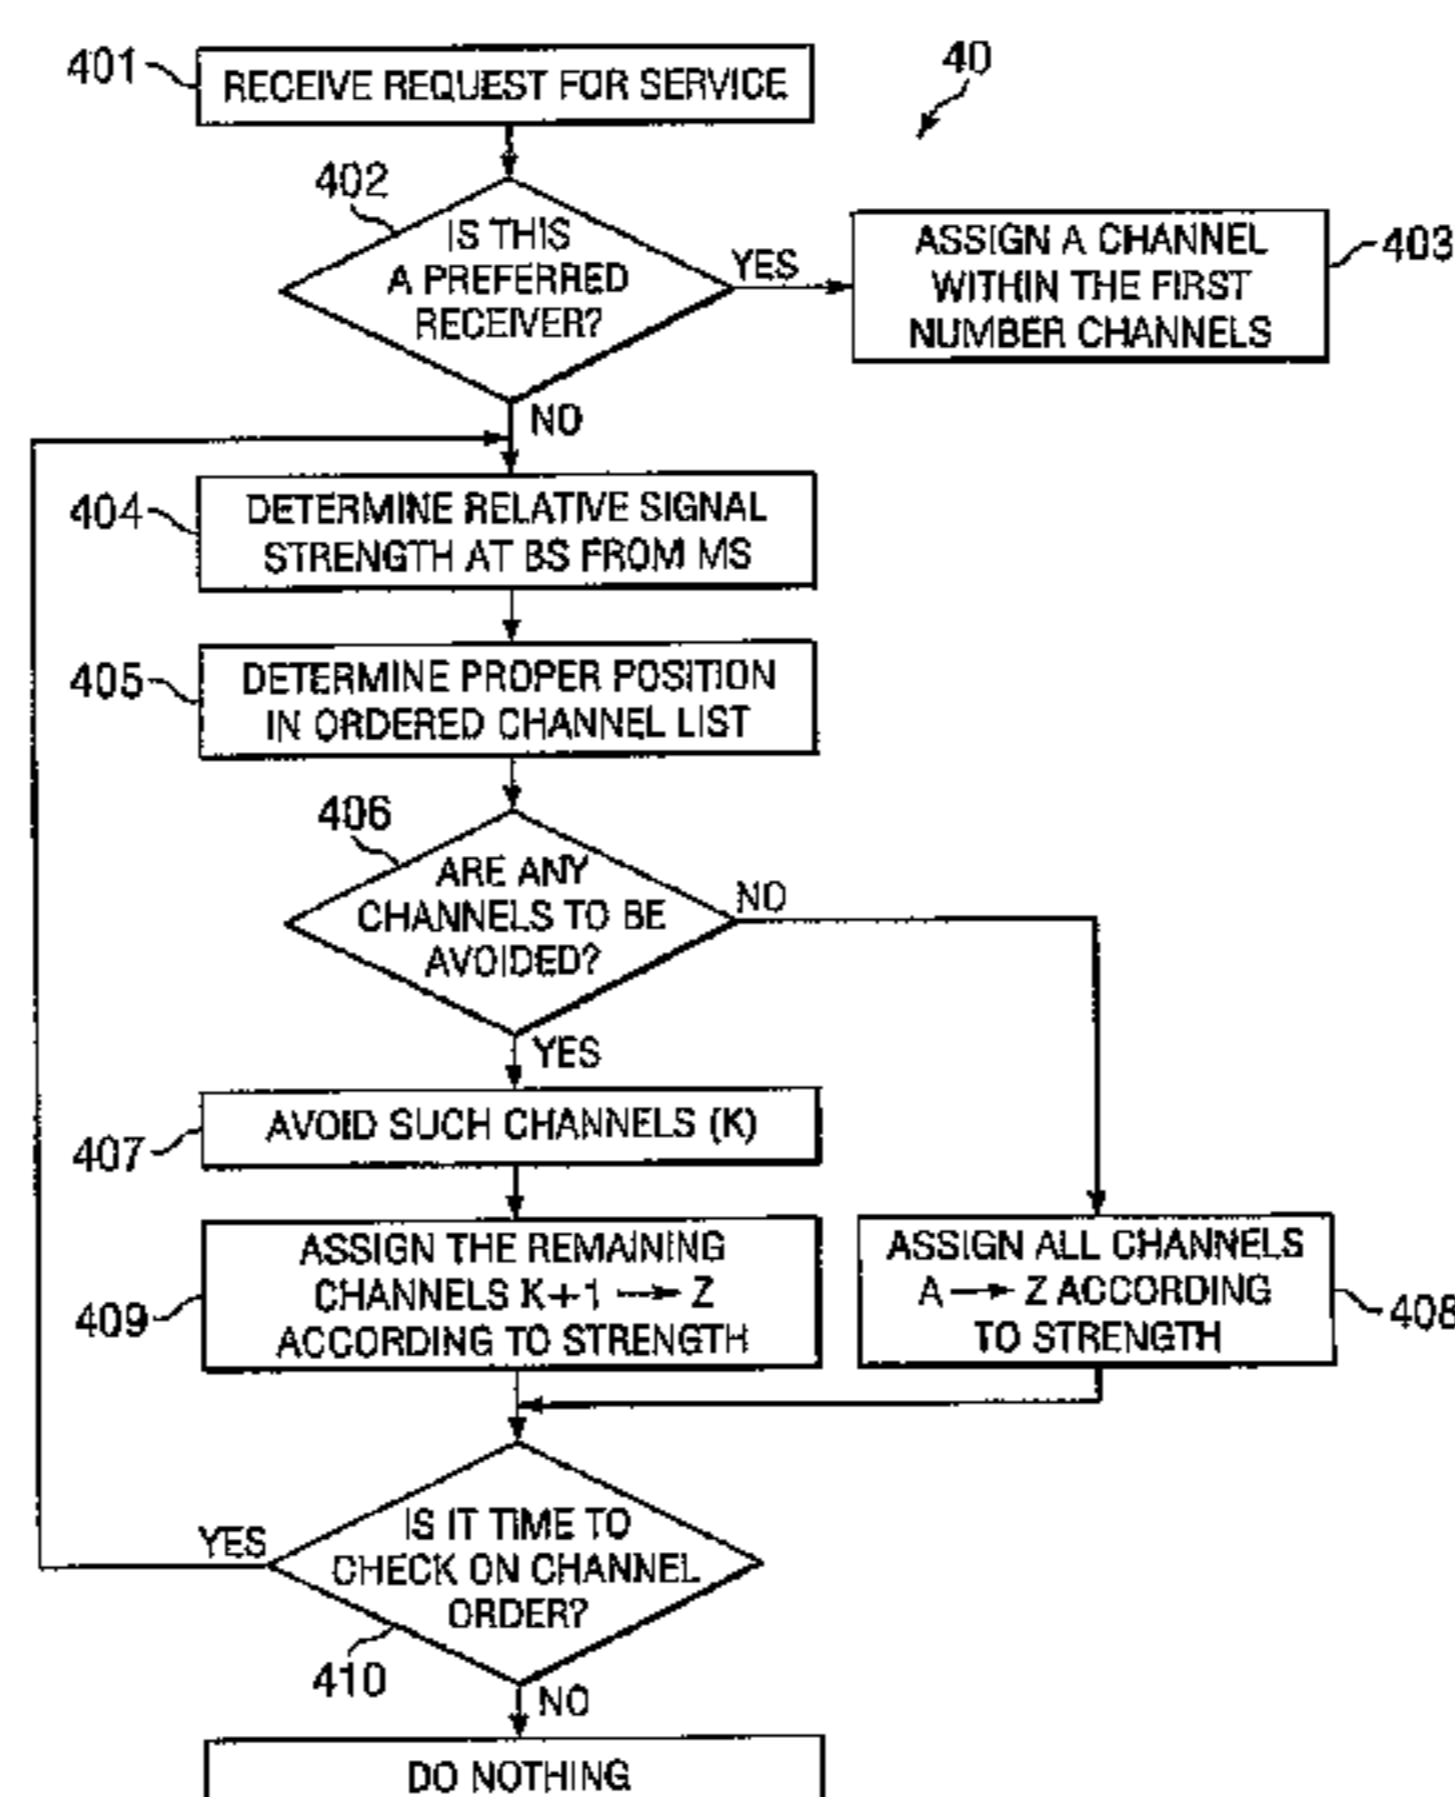 401
RECEIVE REQUEST FOR SERVICE
40
402
IS THIS
A PREFERRED
RECEIVER?
YES
ASSIGN A CHANNEL
WITHIN THE FIRST
NUMBER CHANNELS
403
NO
404
DETERMINE RELATIVE SIGNAL
STRENGTH AT BS FROM MS
405
DETERMINE PROPER POSITION
IN ORDERED CHANNEL LIST
406
ARE ANY
CHANNELS TO BE
AVOIDED?
NO
YES
407
AVOID SUCH CHANNELS (K)
409
ASSIGN THE REMAINING
CHANNELS K+1 → Z
ACCORDING TO STRENGTH
ASSIGN ALL CHANNELS
A → Z ACCORDING
TO STRENGTH
408
YES
IS IT TIME TO
CHECK ON CHANNEL
ORDER?
410
NO
DO NOTHING